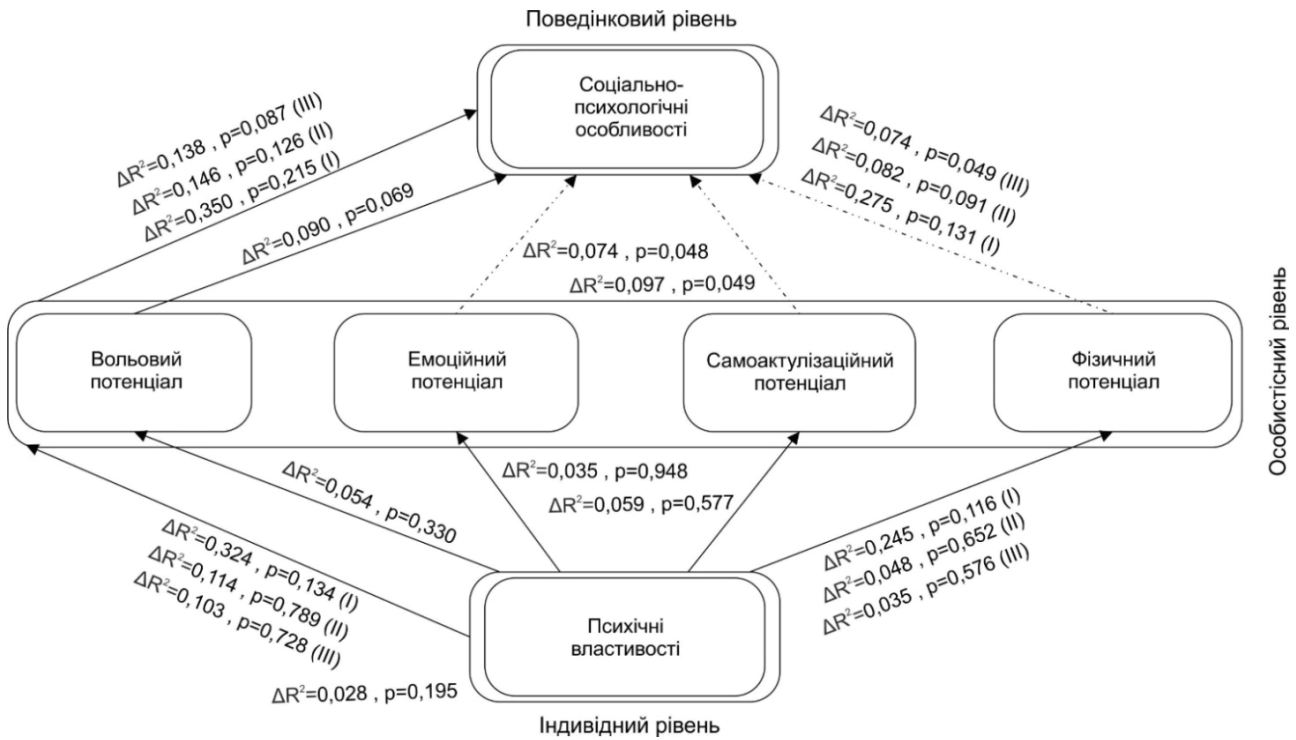 Поведінковий рівень
Соціально-
психологічні
особливості
ΔR²=0,138 , p=0,087 (III)
ΔR²=0,146 , p=0,126 (II)
ΔR²=0,350 , p=0,215 (I)
ΔR²=0,090 , p=0,069
ΔR²=0,074 , p=0,049 (III)
ΔR²=0,082 , p=0,091 (II)
ΔR²=0,275 , p=0,131 (I)
ΔR²=0,074 , p=0,048
ΔR²=0,097 , p=0,049
Вольовий
потенціал
Емоційний
потенціал
Самоактулізаційний
потенціал
Фізичний
потенціал
Особистісний рівень
ΔR²=0,054 , p=0,330
ΔR²=0,035 , p=0,948
ΔR²=0,059 , p=0,577
ΔR²=0,324 , p=0,134 (I)
ΔR²=0,114 , p=0,789 (II)
ΔR²=0,103 , p=0,728 (III)
ΔR²=0,245 , p=0,116 (I)
ΔR²=0,048 , p=0,652 (II)
ΔR²=0,035 , p=0,576 (III)
Психічні
властивості
ΔR²=0,028 , p=0,195
Індивідний рівень